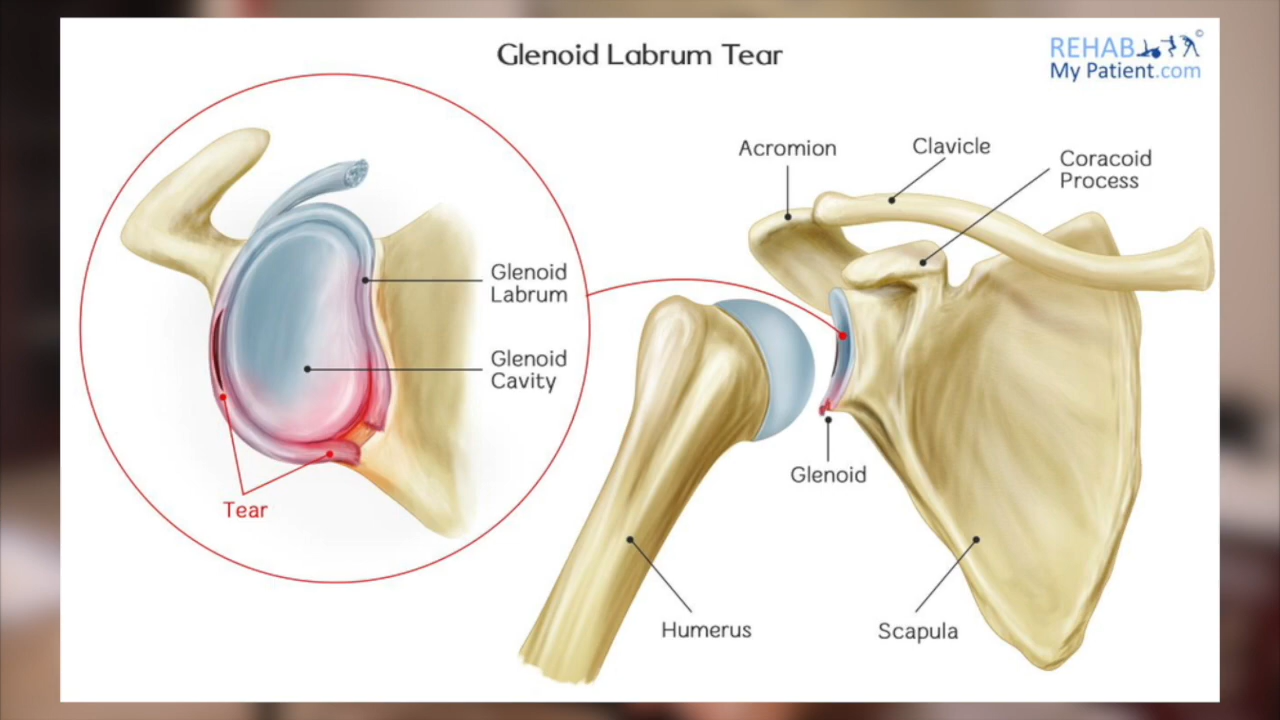 Glenoid Labrum Tear
REHAB
My Patient.com
©
Acromion
Clavicle
Coracoid
Process
Glenoid
Labrum
Glenoid
Cavity
Tear
Glenoid
Humerus
Scapula